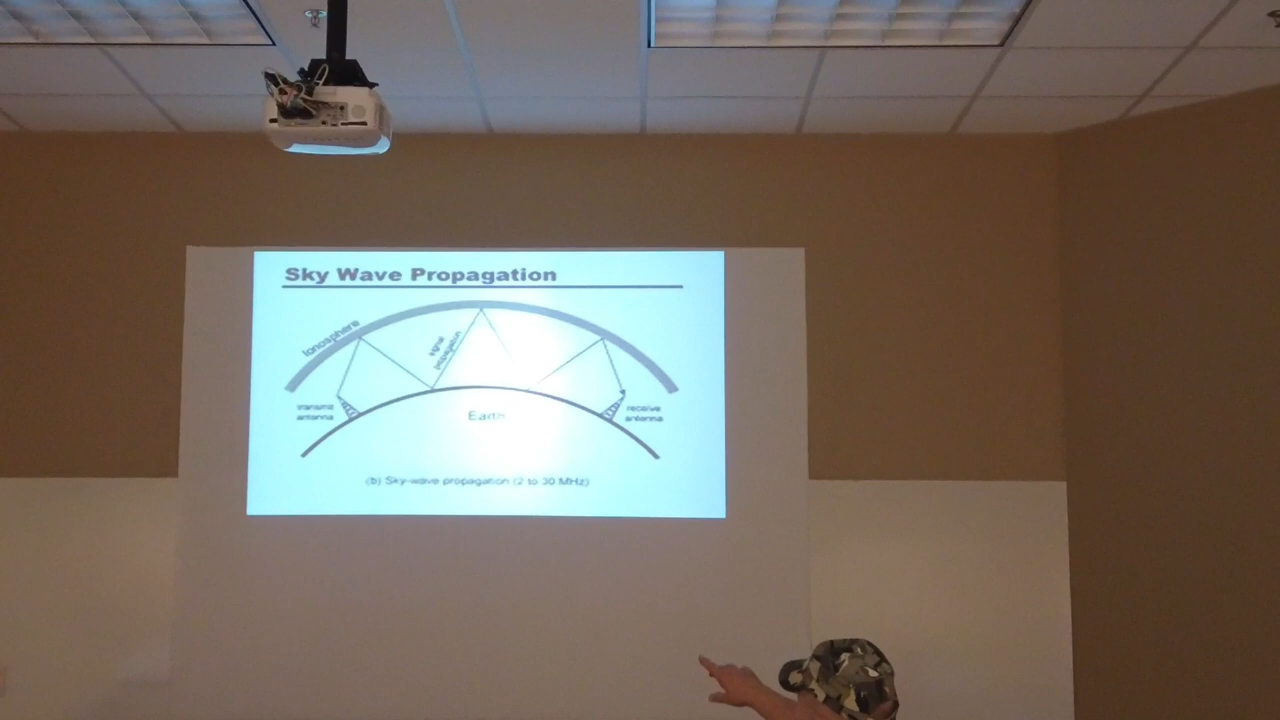 Sky Wave Propagation
Ionosphere
signal
propagation
transmit
antenna
Earth
receive
antenna
(b) Sky-wave propagation (2 to 30 MHz)